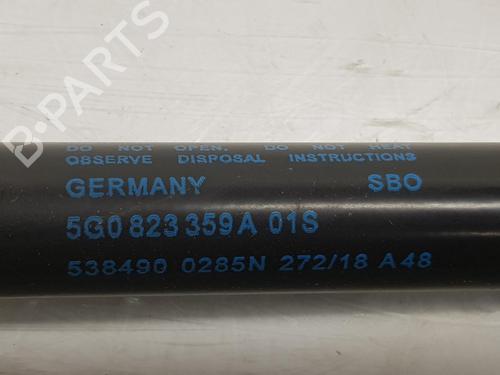 DO NOT OPEN. DO NOT HEAT
OBSERVE DISPOSAL INSTRUCTIONS
GERMANY SBO
5G0 823 359 A 01S
538490 0285N 272/18 A48
B-PARTS